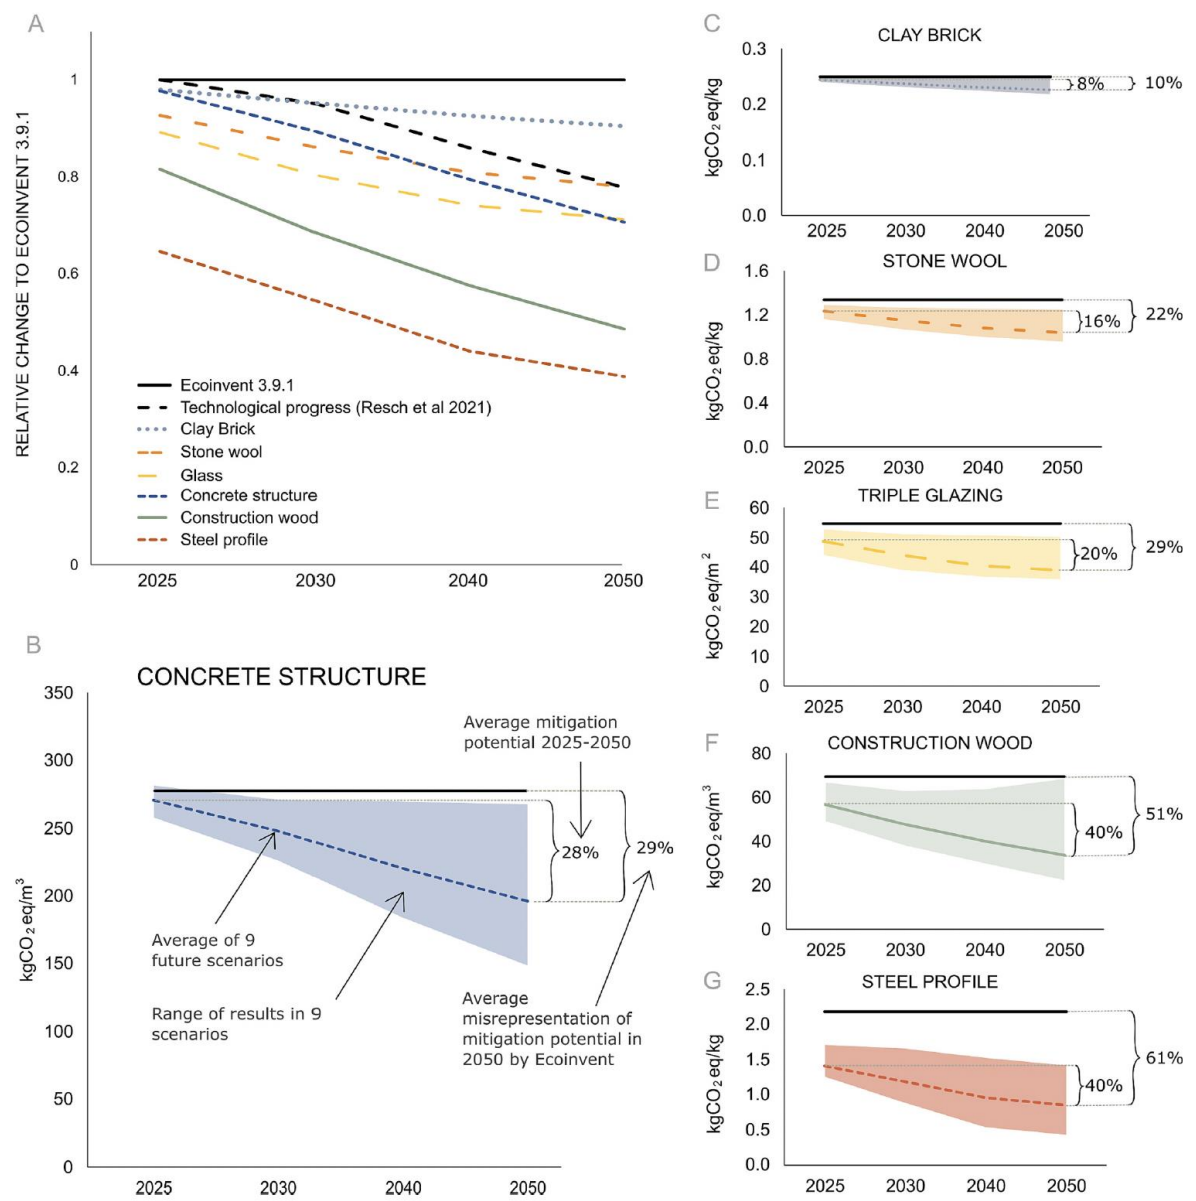 A
RELATIVE CHANGE TO ECOINVENT 3.9.1
1
0.8
0.6
0.4
0.2
0
Ecoinvent 3.9.1
Technological progress (Resch et al 2021)
Clay Brick
Stone wool
Glass
Concrete structure
Construction wood
Steel profile
2025 2030 2040 2050
B
CONCRETE STRUCTURE
kgCO2eq/m3
350
300
250
200
150
100
50
0
Average mitigation
potential 2025-2050
28%
29%
Average of 9
future scenarios
Range of results in 9
scenarios
Average
misrepresentation of
mitigation potential in
2050 by Ecoinvent
2025 2030 2040 2050
C
CLAY BRICK
kgCO2eq/kg
0.3
0.2
0.1
0.0
8%
10%
2025 2030 2040 2050
D
STONE WOOL
kgCO2eq/kg
1.6
1.2
0.8
0.4
0.0
16%
22%
2025 2030 2040 2050
E
TRIPLE GLAZING
kgCO2eq/m2
60
50
40
30
20
10
0
20%
29%
2025 2030 2040 2050
F
CONSTRUCTION WOOD
kgCO2eq/m3
80
60
40
20
0
40%
51%
2025 2030 2040 2050
G
STEEL PROFILE
kgCO2eq/kg
2.5
2.0
1.5
1.0
0.5
0.0
40%
61%
2025 2030 2040 2050